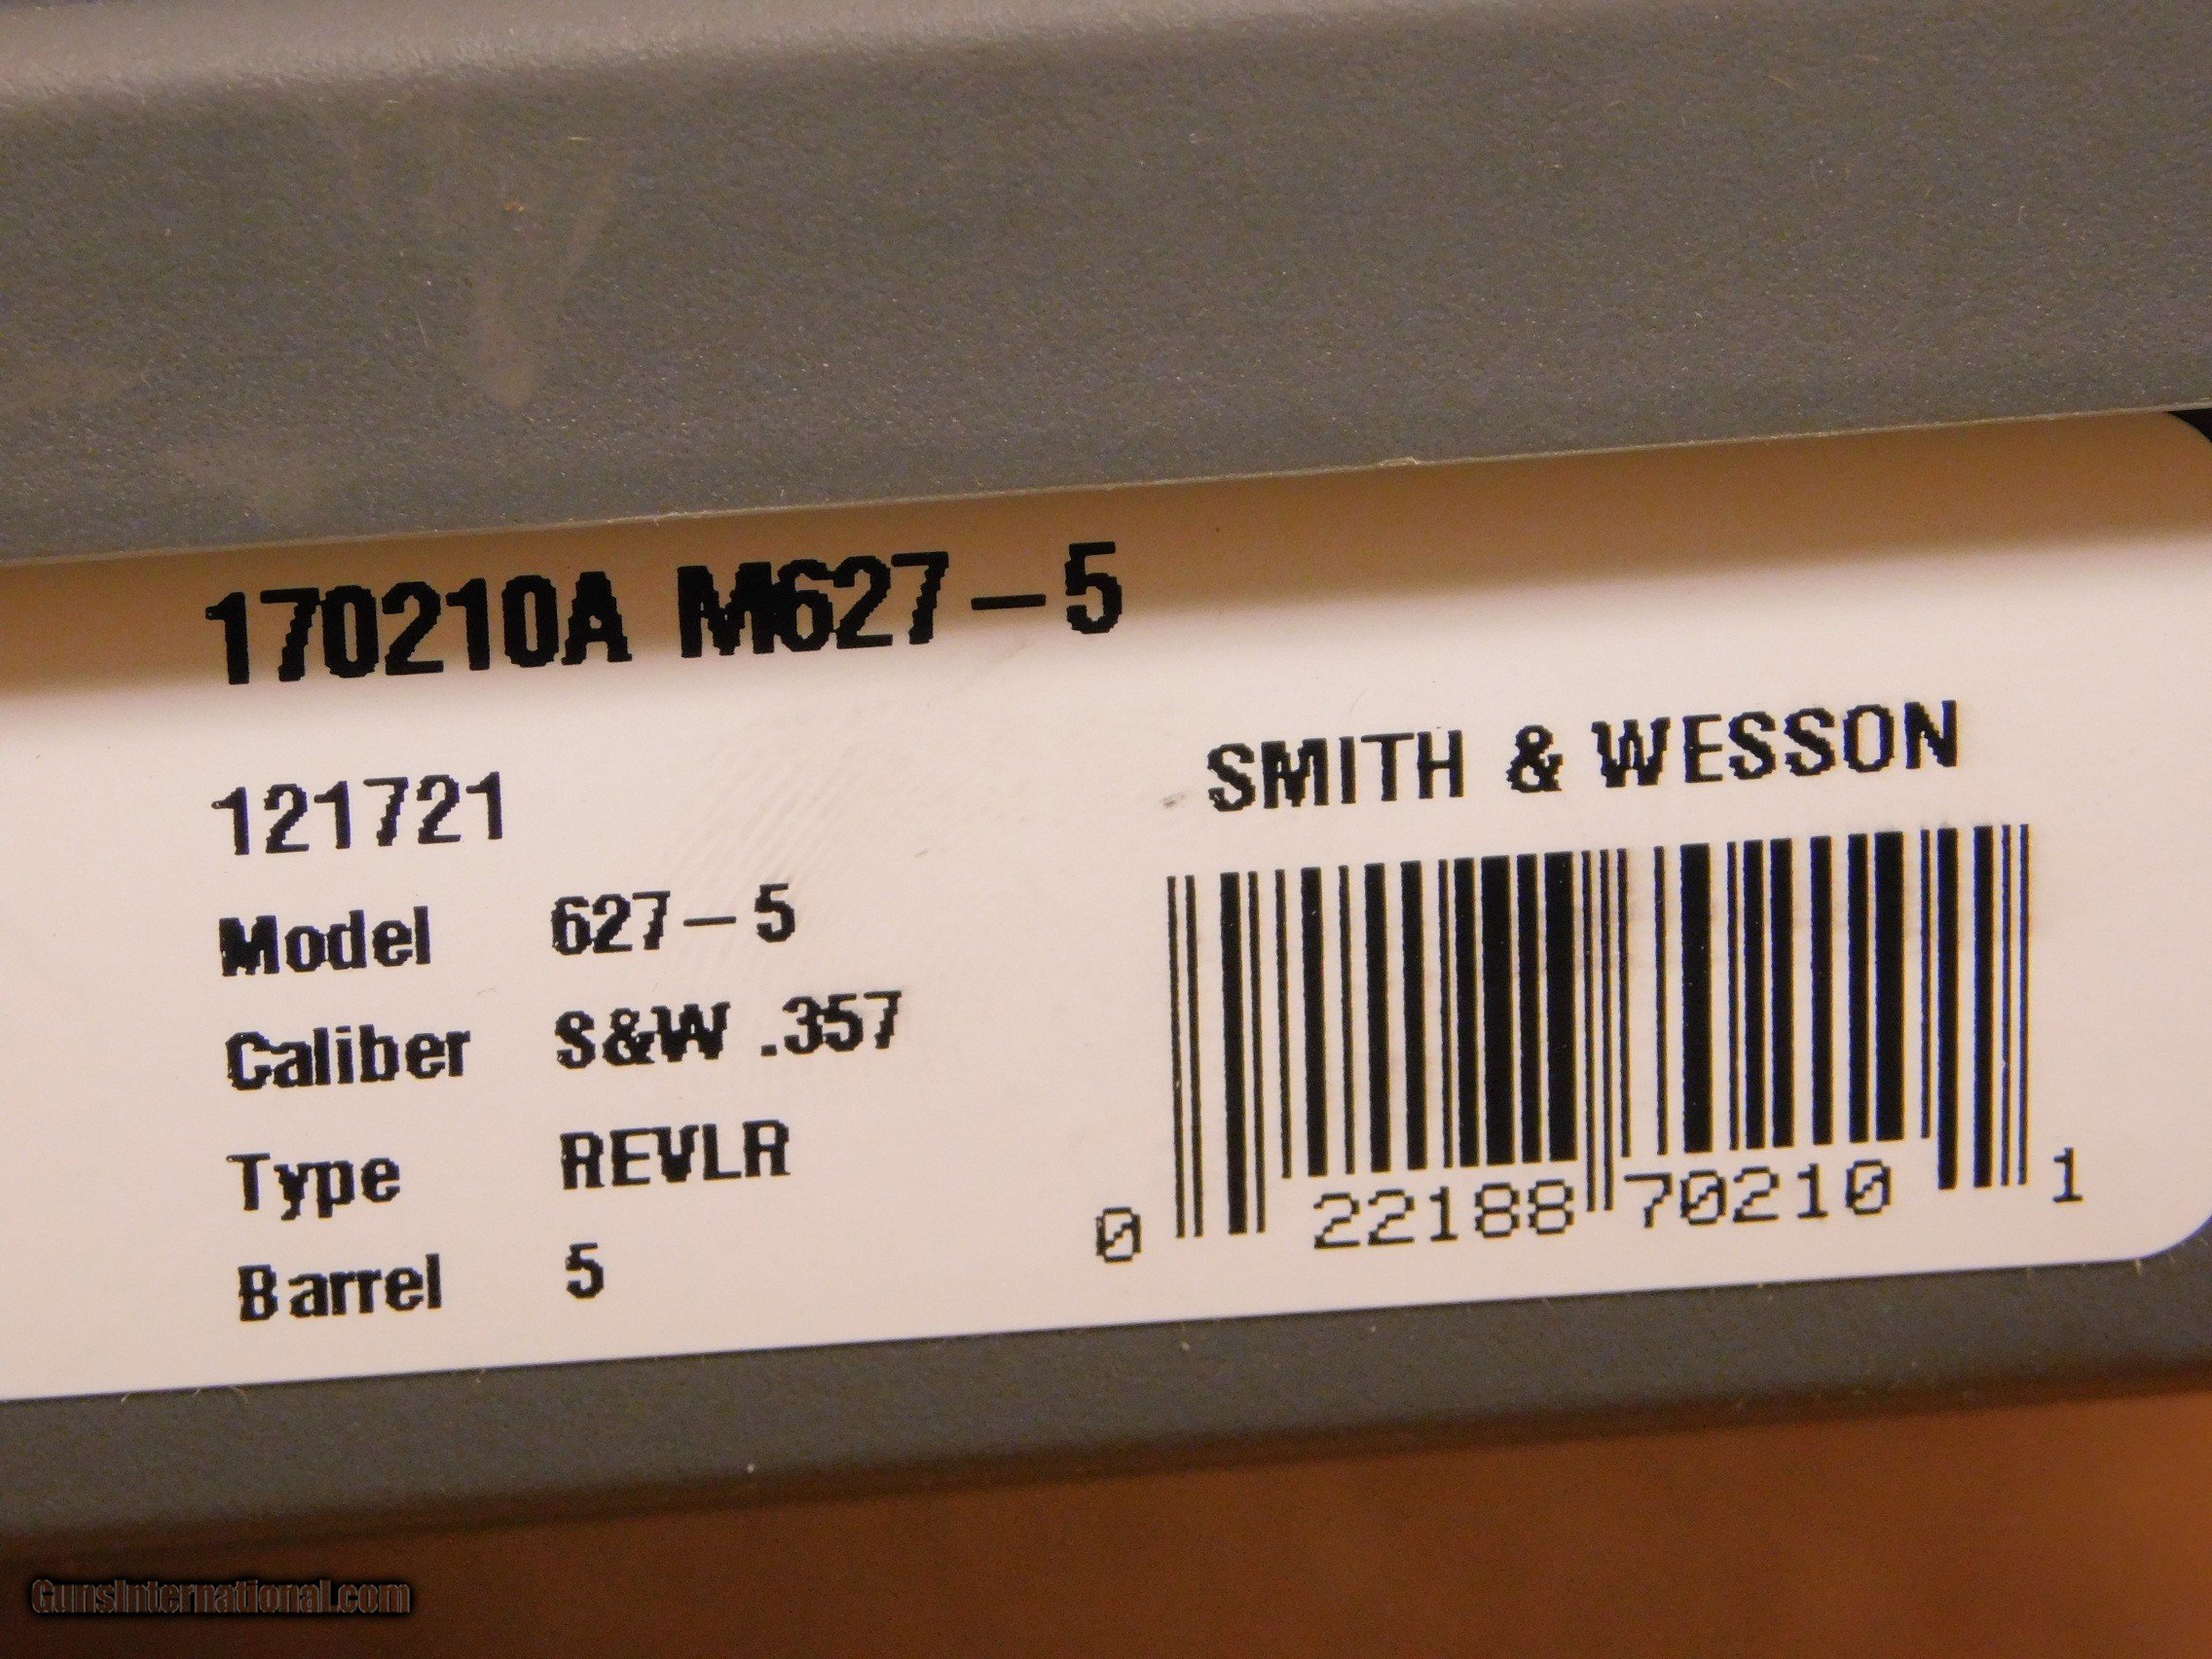 170210A M627-5
SMITH & WESSON
121721
Model 627-5
Caliber S&W .357
Type REVLR
Barrel 5
0 22188 70210 1
GunsInternational.com